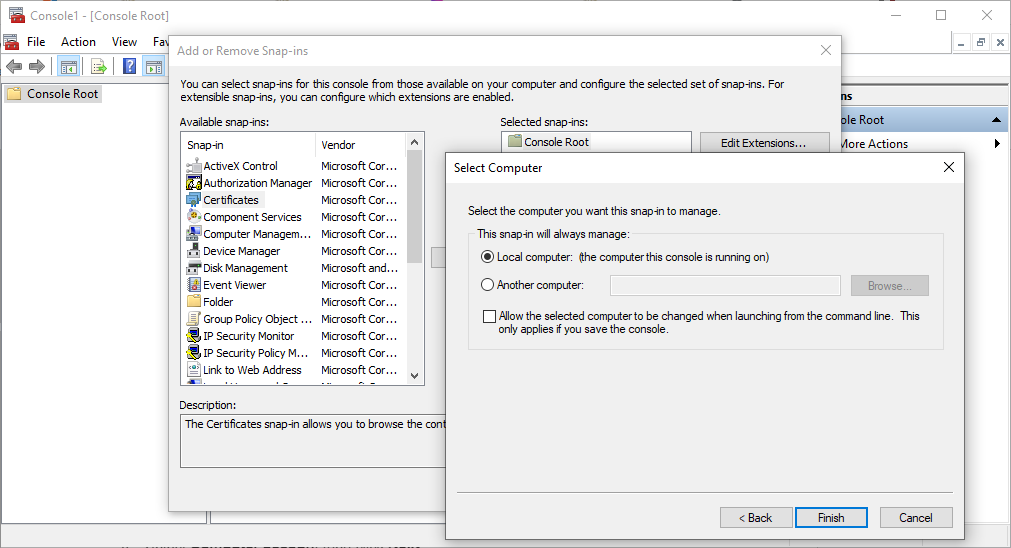 Console1 - [Console Root]
File Action View Fav
Console Root
Add or Remove Snap-ins
You can select snap-ins for this console from those available on your computer and configure the selected set of snap-ins. For
extensible snap-ins, you can configure which extensions are enabled.
Available snap-ins:
Snap-in Vendor
ActiveX Control Microsoft Cor...
Authorization Manager Microsoft Cor...
Certificates Microsoft Cor...
Component Services Microsoft Cor...
Computer Managem... Microsoft Cor...
Device Manager Microsoft Cor...
Disk Management Microsoft and...
Event Viewer Microsoft Cor...
Folder Microsoft Cor...
Group Policy Object ... Microsoft Cor...
IP Security Monitor Microsoft Cor...
IP Security Policy M... Microsoft Cor...
Link to Web Address Microsoft Cor...
Selected snap-ins:
Console Root
Edit Extensions...
Description:
The Certificates snap-in allows you to browse the cont
ns
ole Root
More Actions
Select Computer
Select the computer you want this snap-in to manage.
This snap-in will always manage:
Local computer: (the computer this console is running on)
Another computer:
Browse...
Allow the selected computer to be changed when launching from the command line. This
only applies if you save the console.
< Back Finish Cancel